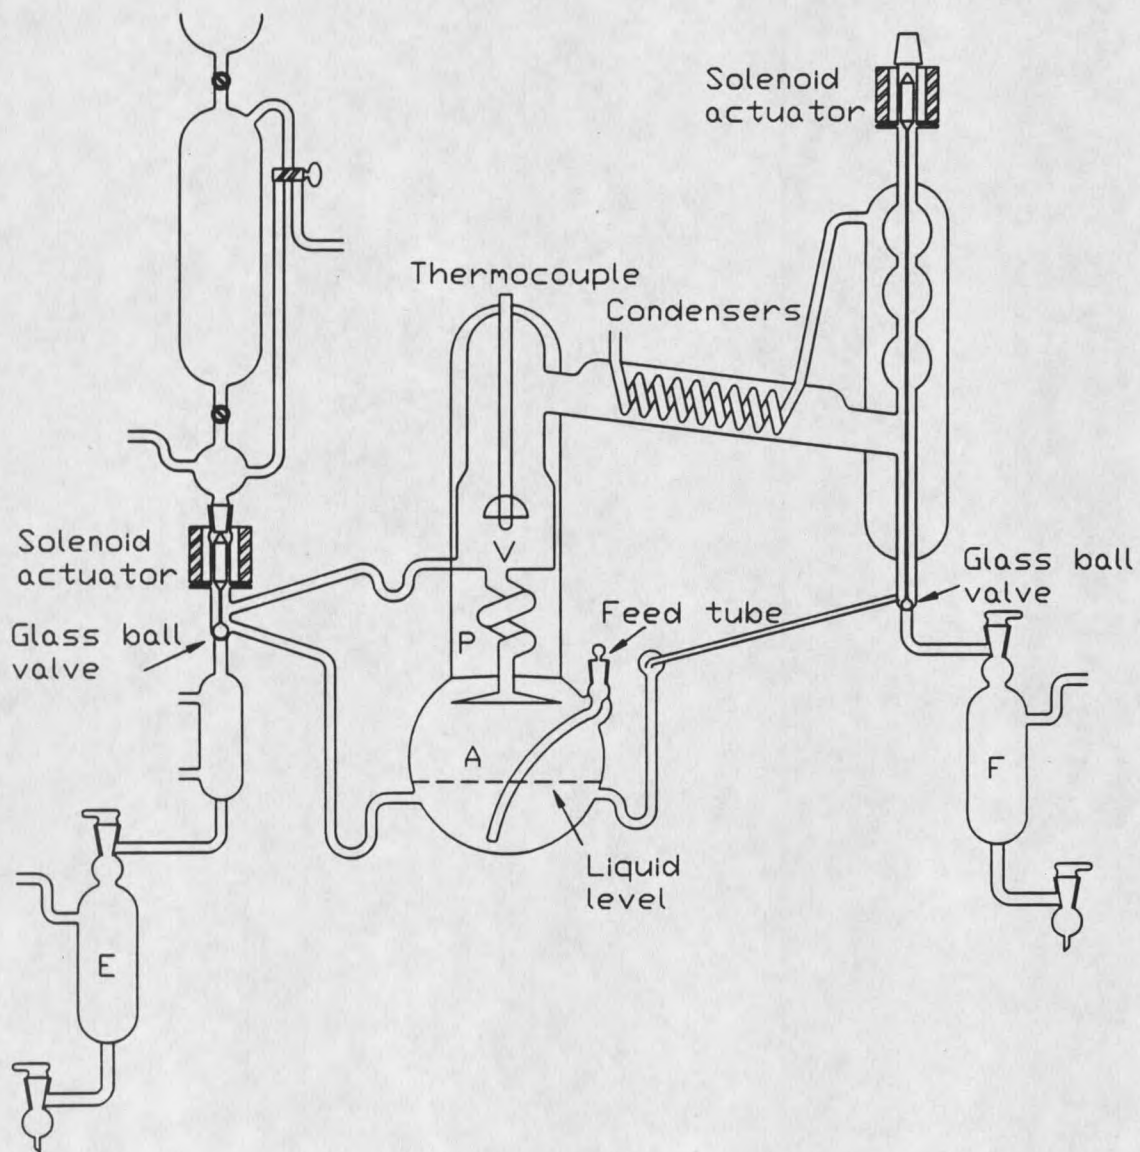 Solenoid
actuator
Thermocouple
Condensers
Solenoid
actuator
Glass ball
valve
V
P
Feed tube
Glass ball
valve
A
F
Liquid
level
E